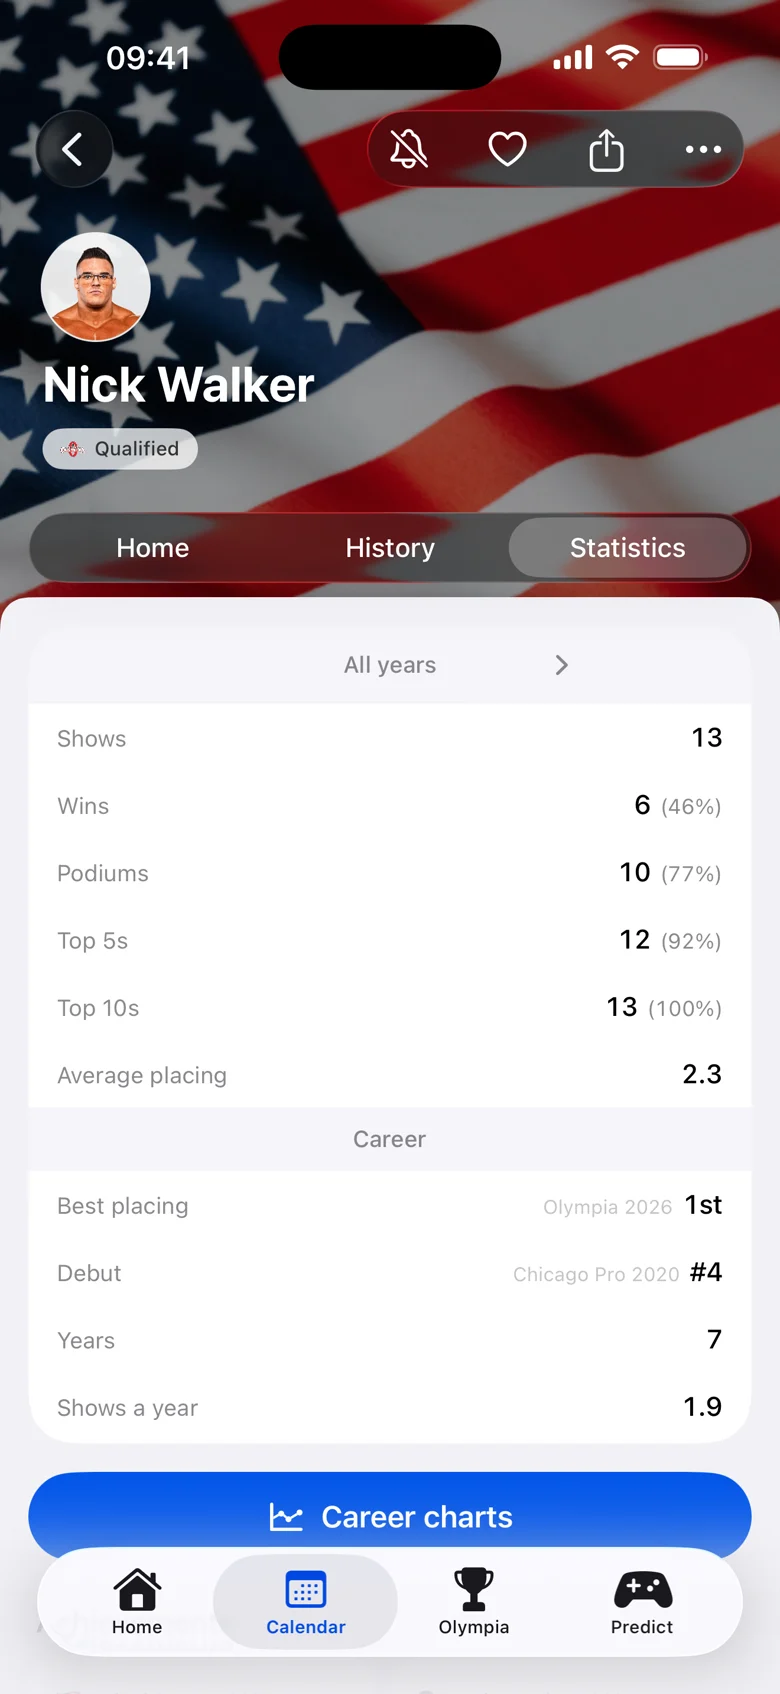 09:41
Nick Walker
Qualified
Home History Statistics
All years
Shows 13
Wins 6 (46%)
Podiums 10 (77%)
Top 5s 12 (92%)
Top 10s 13 (100%)
Average placing 2.3
Career
Best placing Olympia 2026 1st
Debut Chicago Pro 2020 #4
Years 7
Shows a year 1.9
Career charts
Home Calendar Olympia Predict